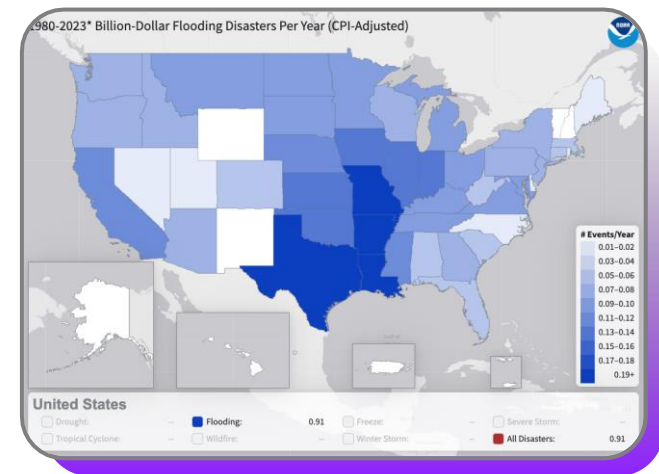 1980-2023* Billion-Dollar Flooding Disasters Per Year (CPI-Adjusted)
NOAA
# Events/Year
0.01-0.02
0.03-0.04
0.05-0.06
0.07-0.08
0.09-0.10
0.11-0.12
0.13-0.14
0.15-0.16
0.17-0.18
0.19+
United States
Drought: -- Flooding: 0.91 Freeze: -- Severe Storm: --
Tropical Cyclone: -- Wildfire: -- Winter Storm: -- All Disasters: 0.91